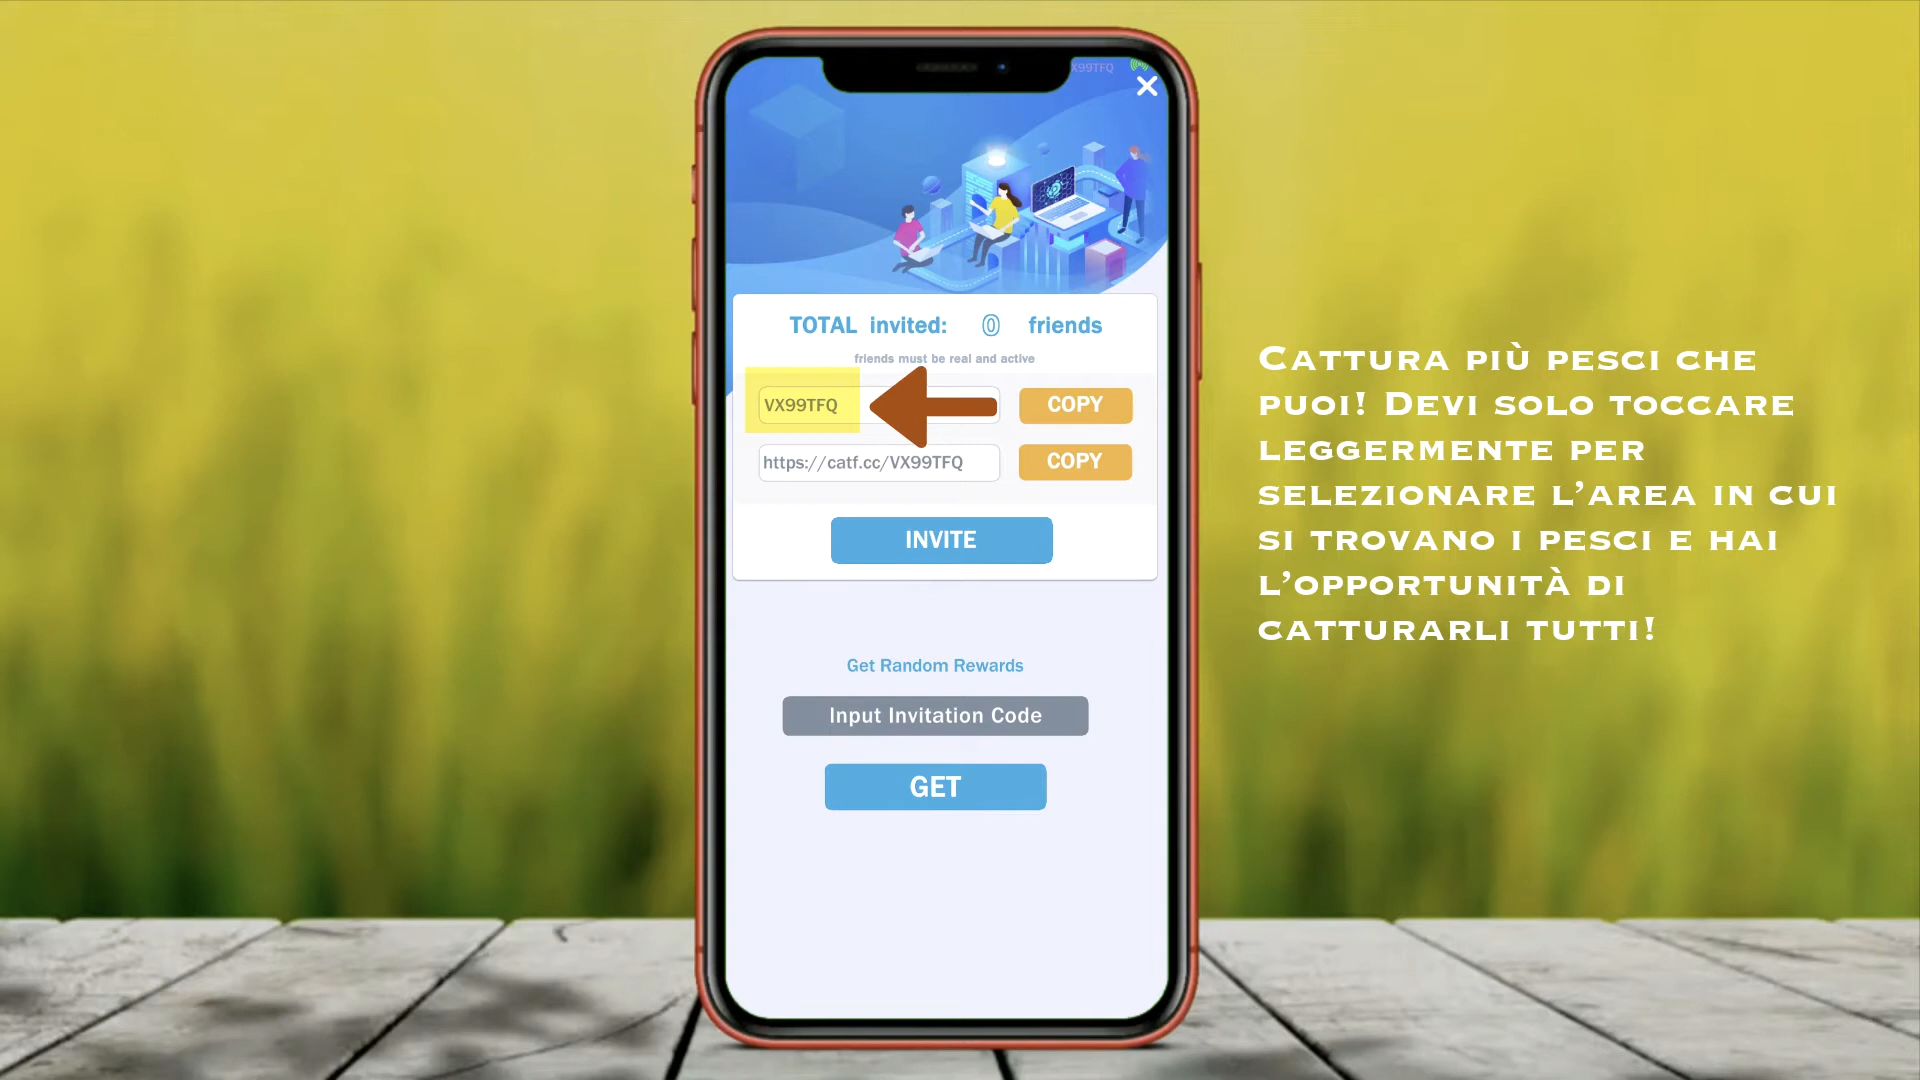 X99TFQ
TOTAL invited: 0 friends
friends must be real and active
VX99TFQ
COPY
https://catf.cc/VX99TFQ
COPY
INVITE
Get Random Rewards
Input Invitation Code
GET
Cattura più pesci che
puoi! Devi solo toccare
leggermente per
selezionare l’area in cui
si trovano i pesci e hai
l’opportunità di
catturarli tutti!